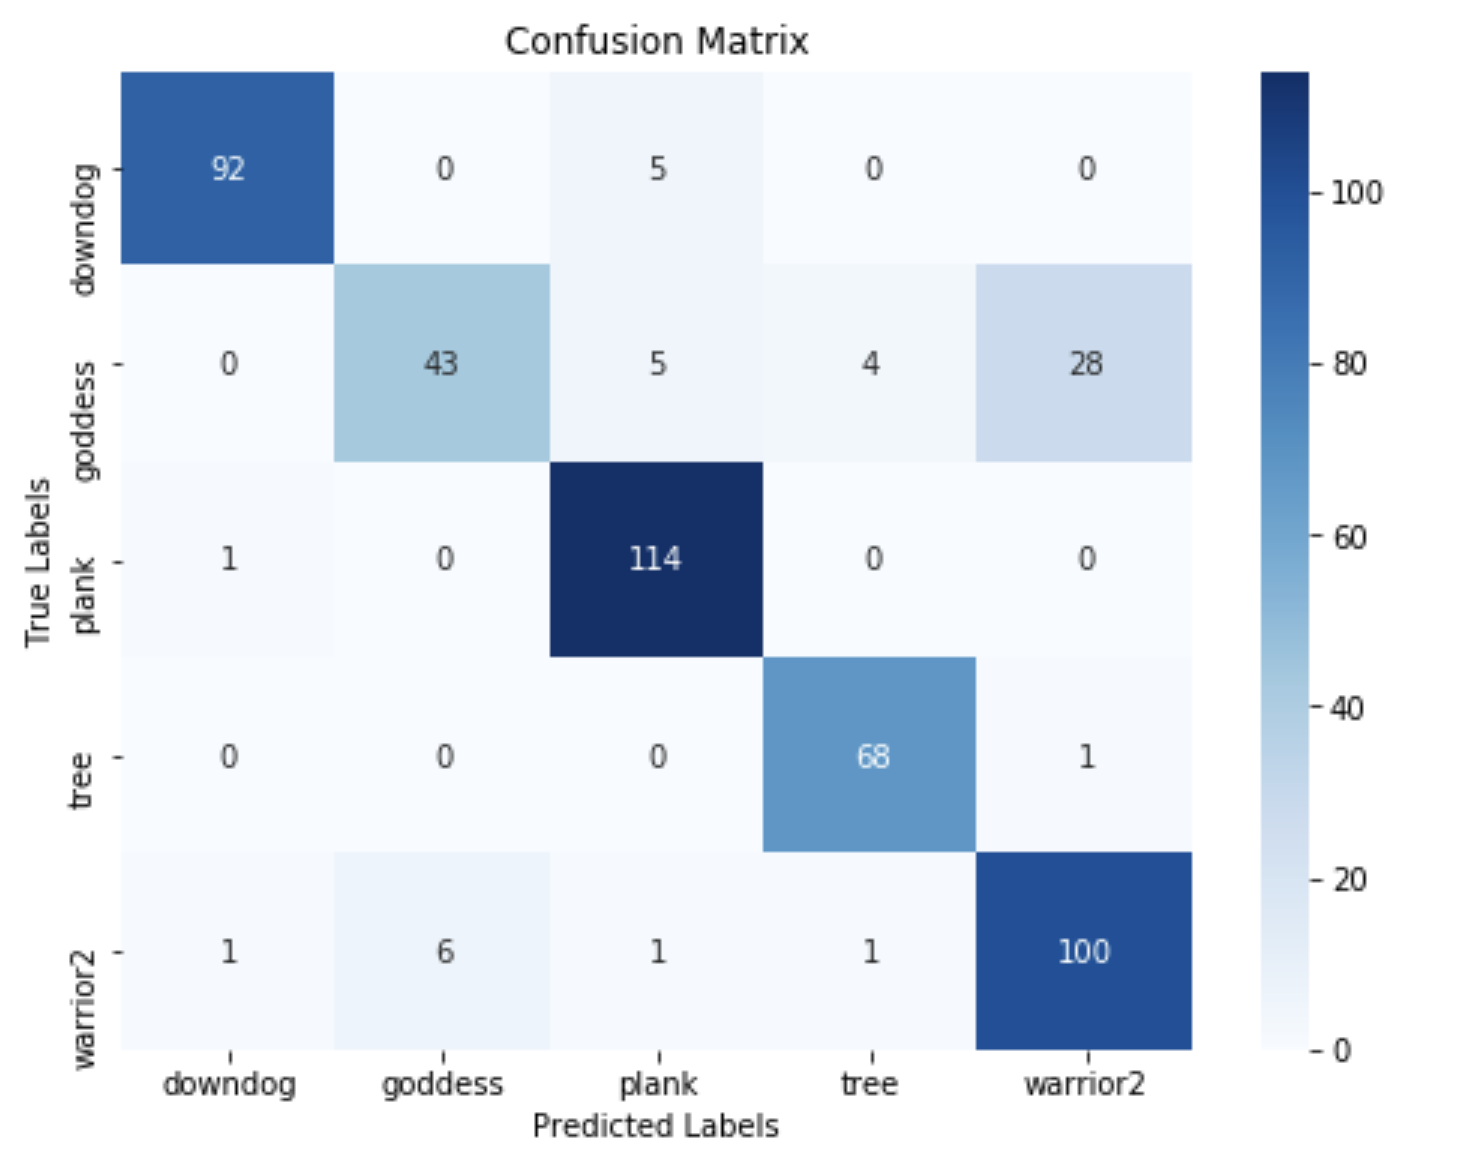 Confusion Matrix
True Labels
downdog 92 0 5 0 0
goddess 0 43 5 4 28
plank 1 0 114 0 0
tree 0 0 0 68 1
warrior2 1 6 1 1 100
downdog goddess plank tree warrior2
Predicted Labels
100
80
60
40
20
0